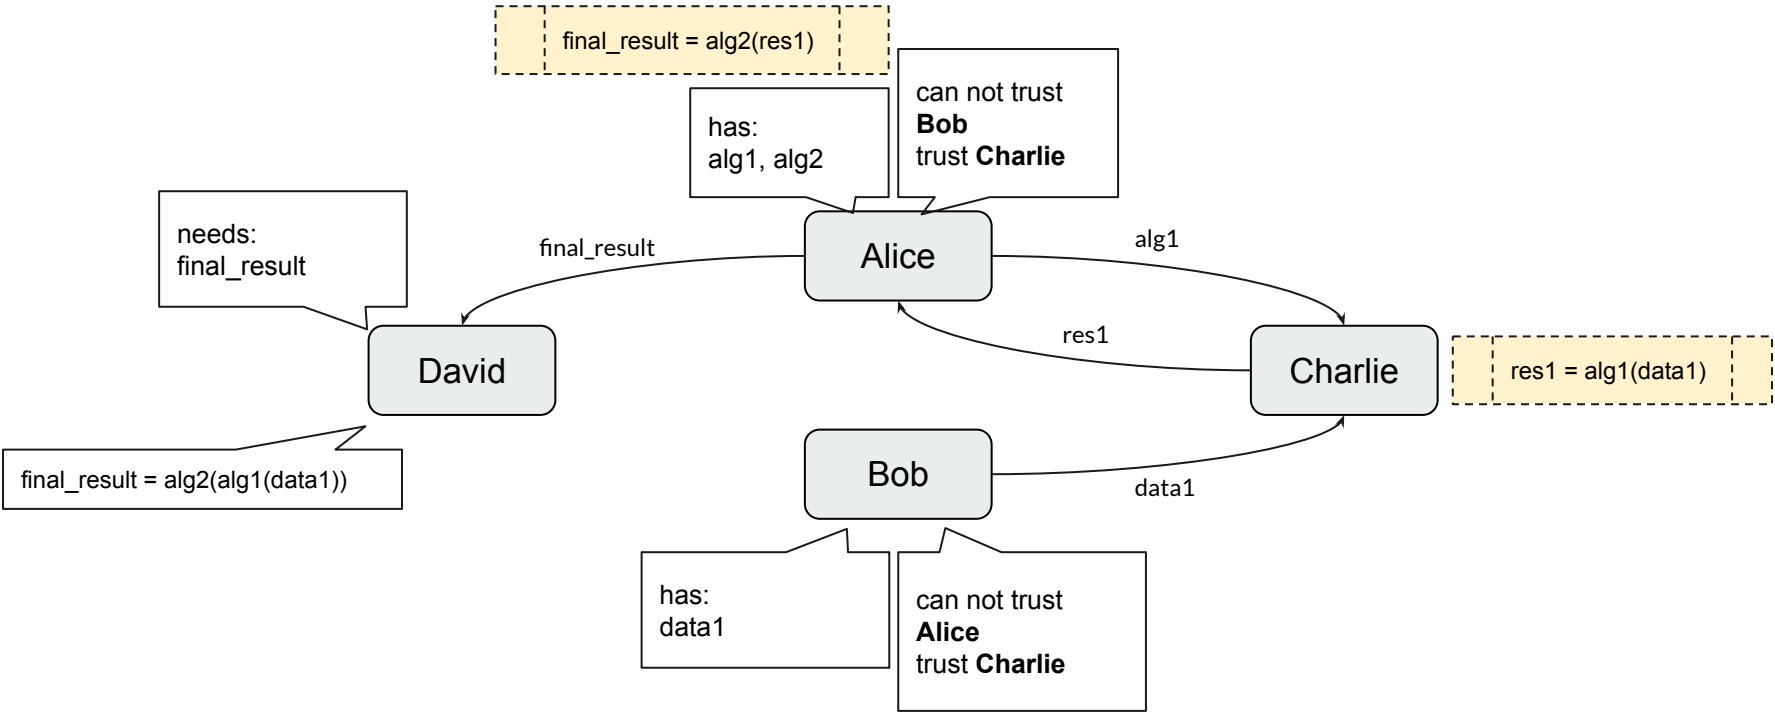 final_result = alg2(res1)
can not trust
Bob
trust Charlie
has:
alg1, alg2
needs:
final_result
final_result
Alice
alg1
res1
David
Charlie
res1 = alg1(data1)
final_result = alg2(alg1(data1))
Bob
data1
has:
data1
can not trust
Alice
trust Charlie